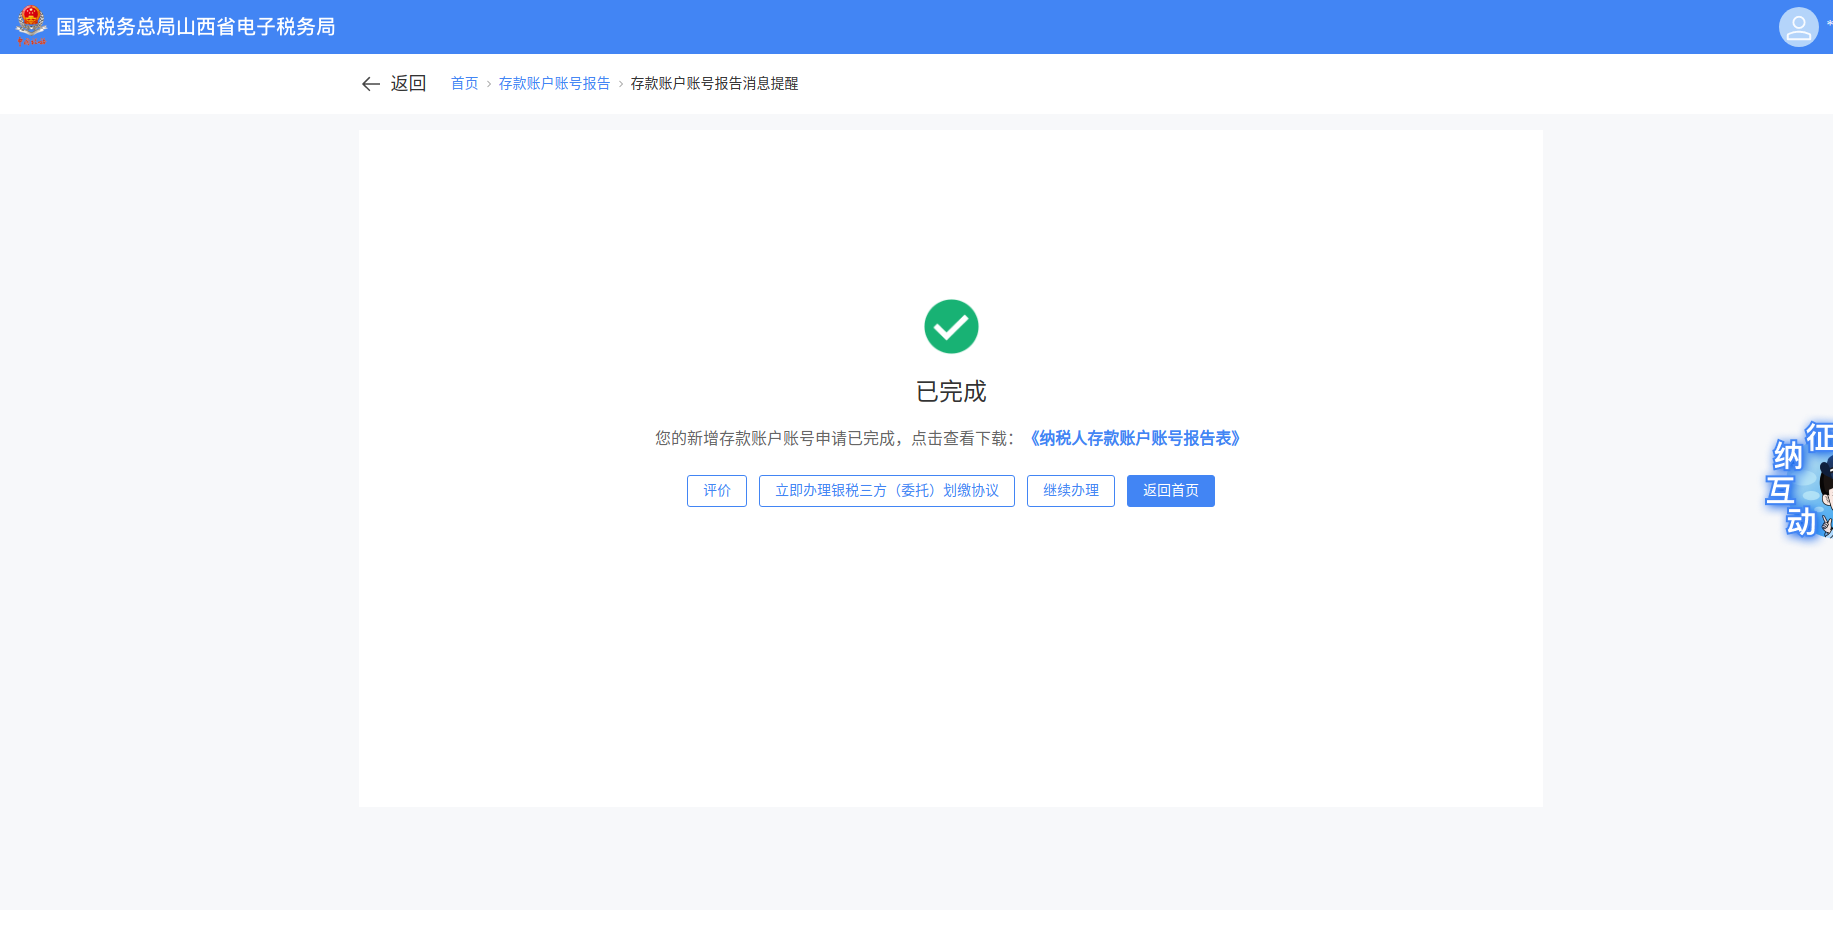 国家税务总局山西省电子税务局
返回 首页 › 存款账户账号报告 › 存款账户账号报告消息提醒
已完成
您的新增存款账户账号申请已完成，点击查看下载：《纳税人存款账户账号报告表》
评价 立即办理银税三方（委托）划缴协议 继续办理 返回首页
征
纳
互
动